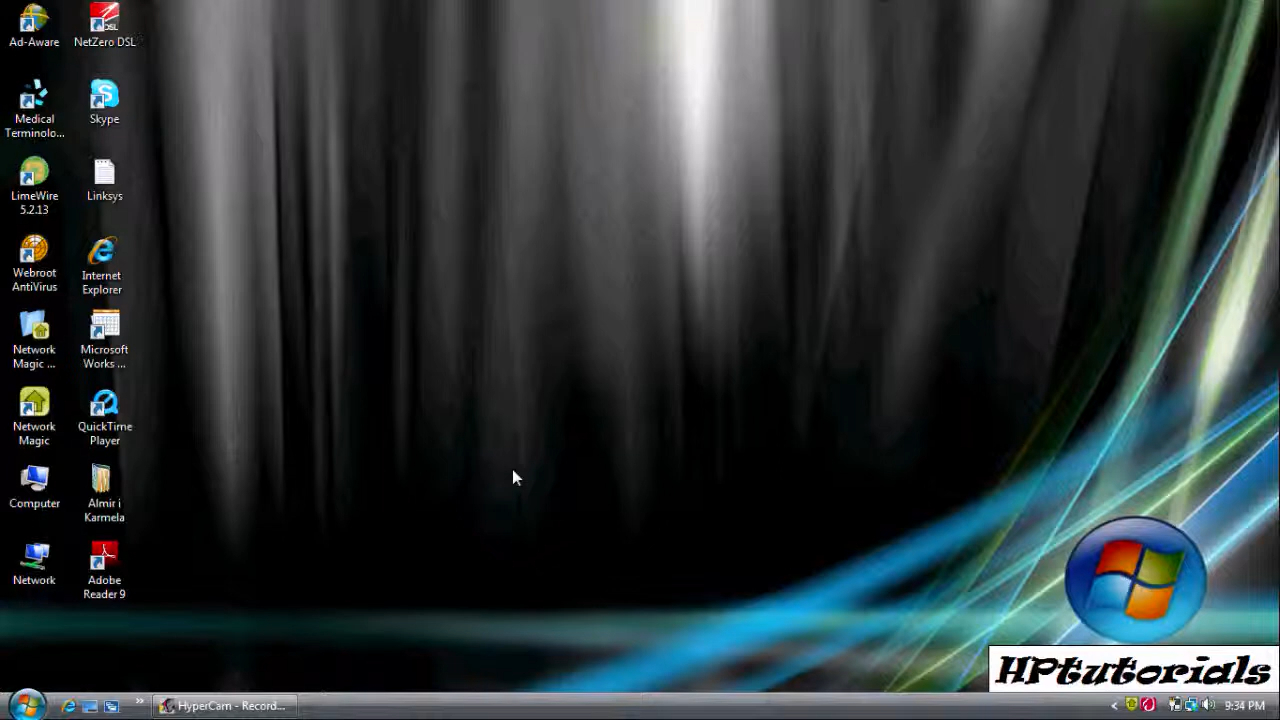 Ad-Aware
NetZero DSL
Medical
Terminolo...
Skype
LimeWire
5.2.13
Linksys
Webroot
AntiVirus
Internet
Explorer
Network
Magic ...
Microsoft
Works ...
Network
Magic
QuickTime
Player
Computer
Almir i
Karmela
Network
Adobe
Reader 9
HPtutorials
HyperCam - Record...
9:34 PM